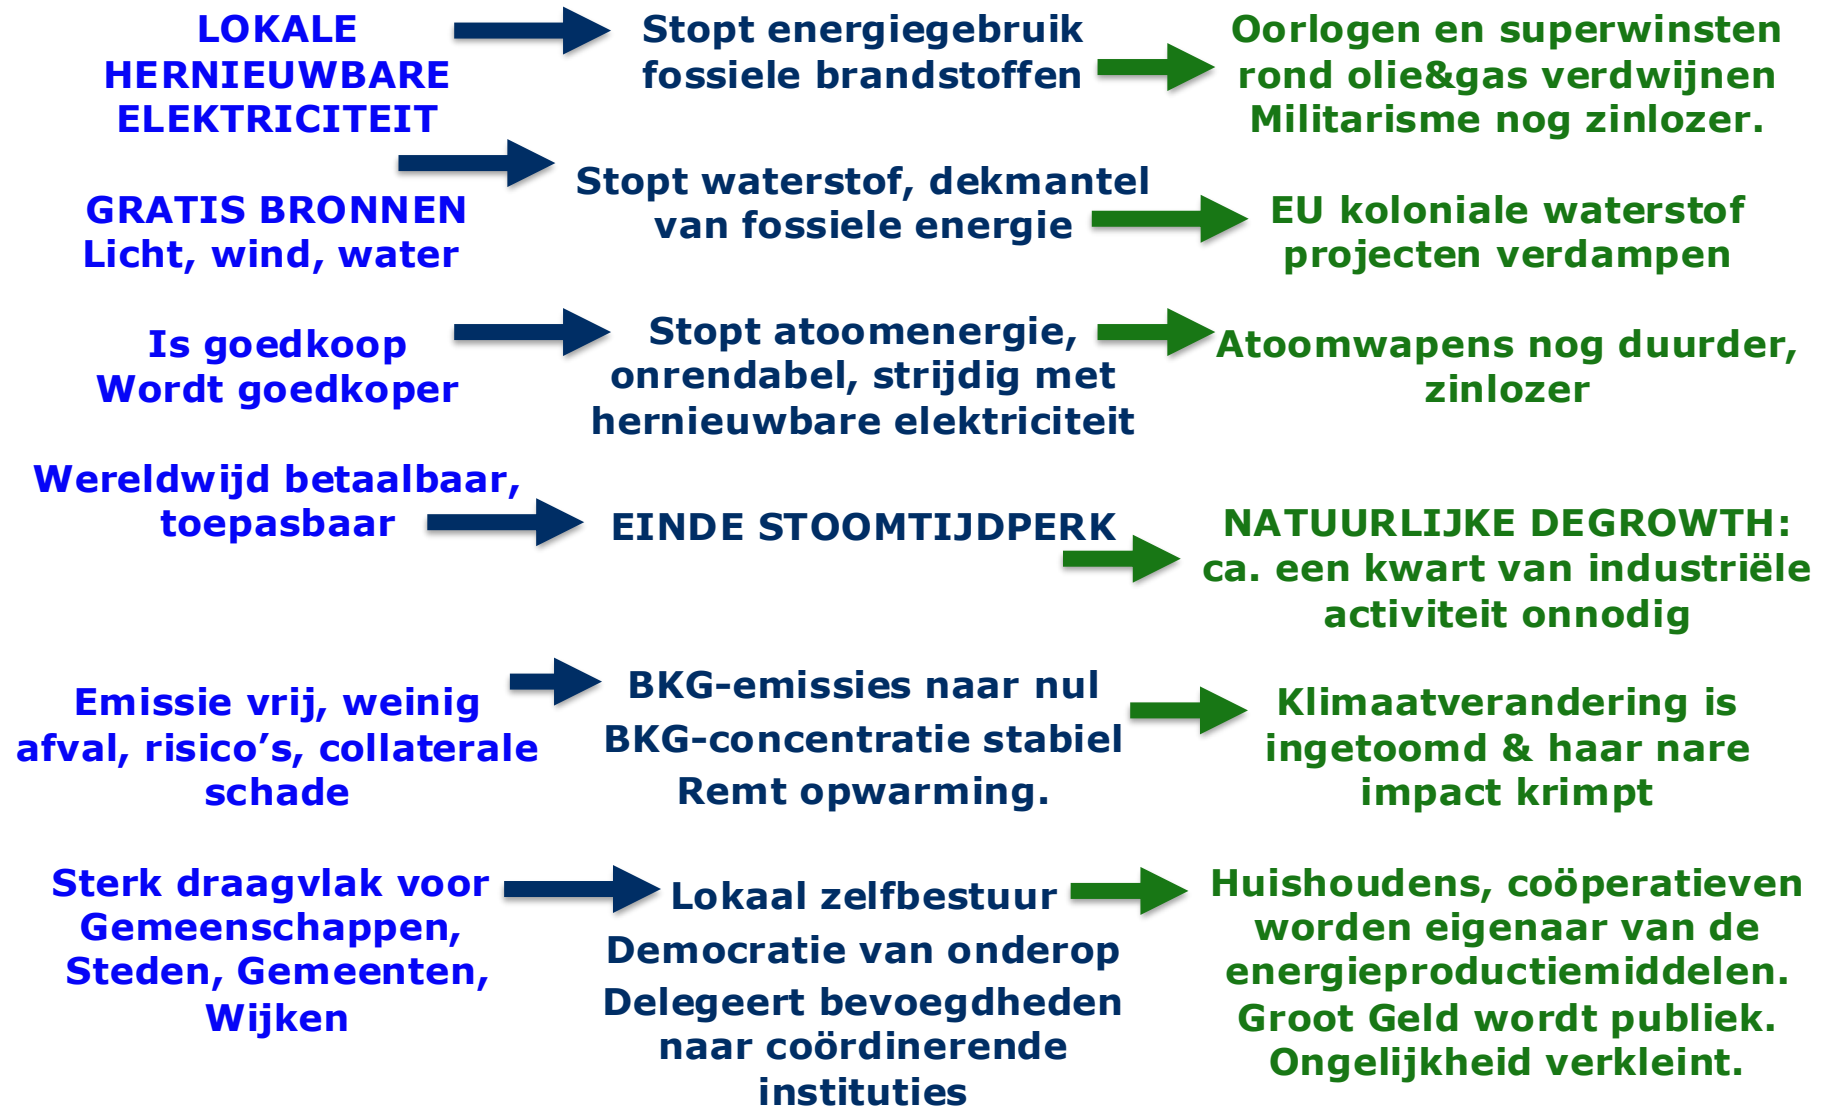 LOKALE
HERNIEUWBARE
ELEKTRICITEIT
GRATIS BRONNEN
Licht, wind, water
Is goedkoop
Wordt goedkoper
Wereldwijd betaalbaar,
toepasbaar
Emissie vrij, weinig
afval, risico’s, collaterale
schade
Sterk draagvlak voor
Gemeenschappen,
Steden, Gemeenten,
Wijken
Stopt energiegebruik
fossiele brandstoffen
Stopt waterstof, dekmantel
van fossiele energie
Stopt atoomenergie,
onrendabel, strijdig met
hernieuwbare elektriciteit
EINDE STOOMTIJDPERK
BKG-emissies naar nul
BKG-concentratie stabiel
Remt opwarming.
Lokaal zelfbestuur
Democratie van onderop
Delegeert bevoegdheden
naar coördinerende
instituties
Oorlogen en superwinsten
rond olie&gas verdwijnen
Militarisme nog zinlozer.
EU koloniale waterstof
projecten verdampen
Atoomwapens nog duurder,
zinlozer
NATUURLIJKE DEGROWTH:
ca. een kwart van industriële
activiteit onnodig
Klimaatverandering is
ingetoomd & haar nare
impact krimpt
Huishoudens, coöperatieven
worden eigenaar van de
energieproductiemiddelen.
Groot Geld wordt publiek.
Ongelijkheid verkleint.